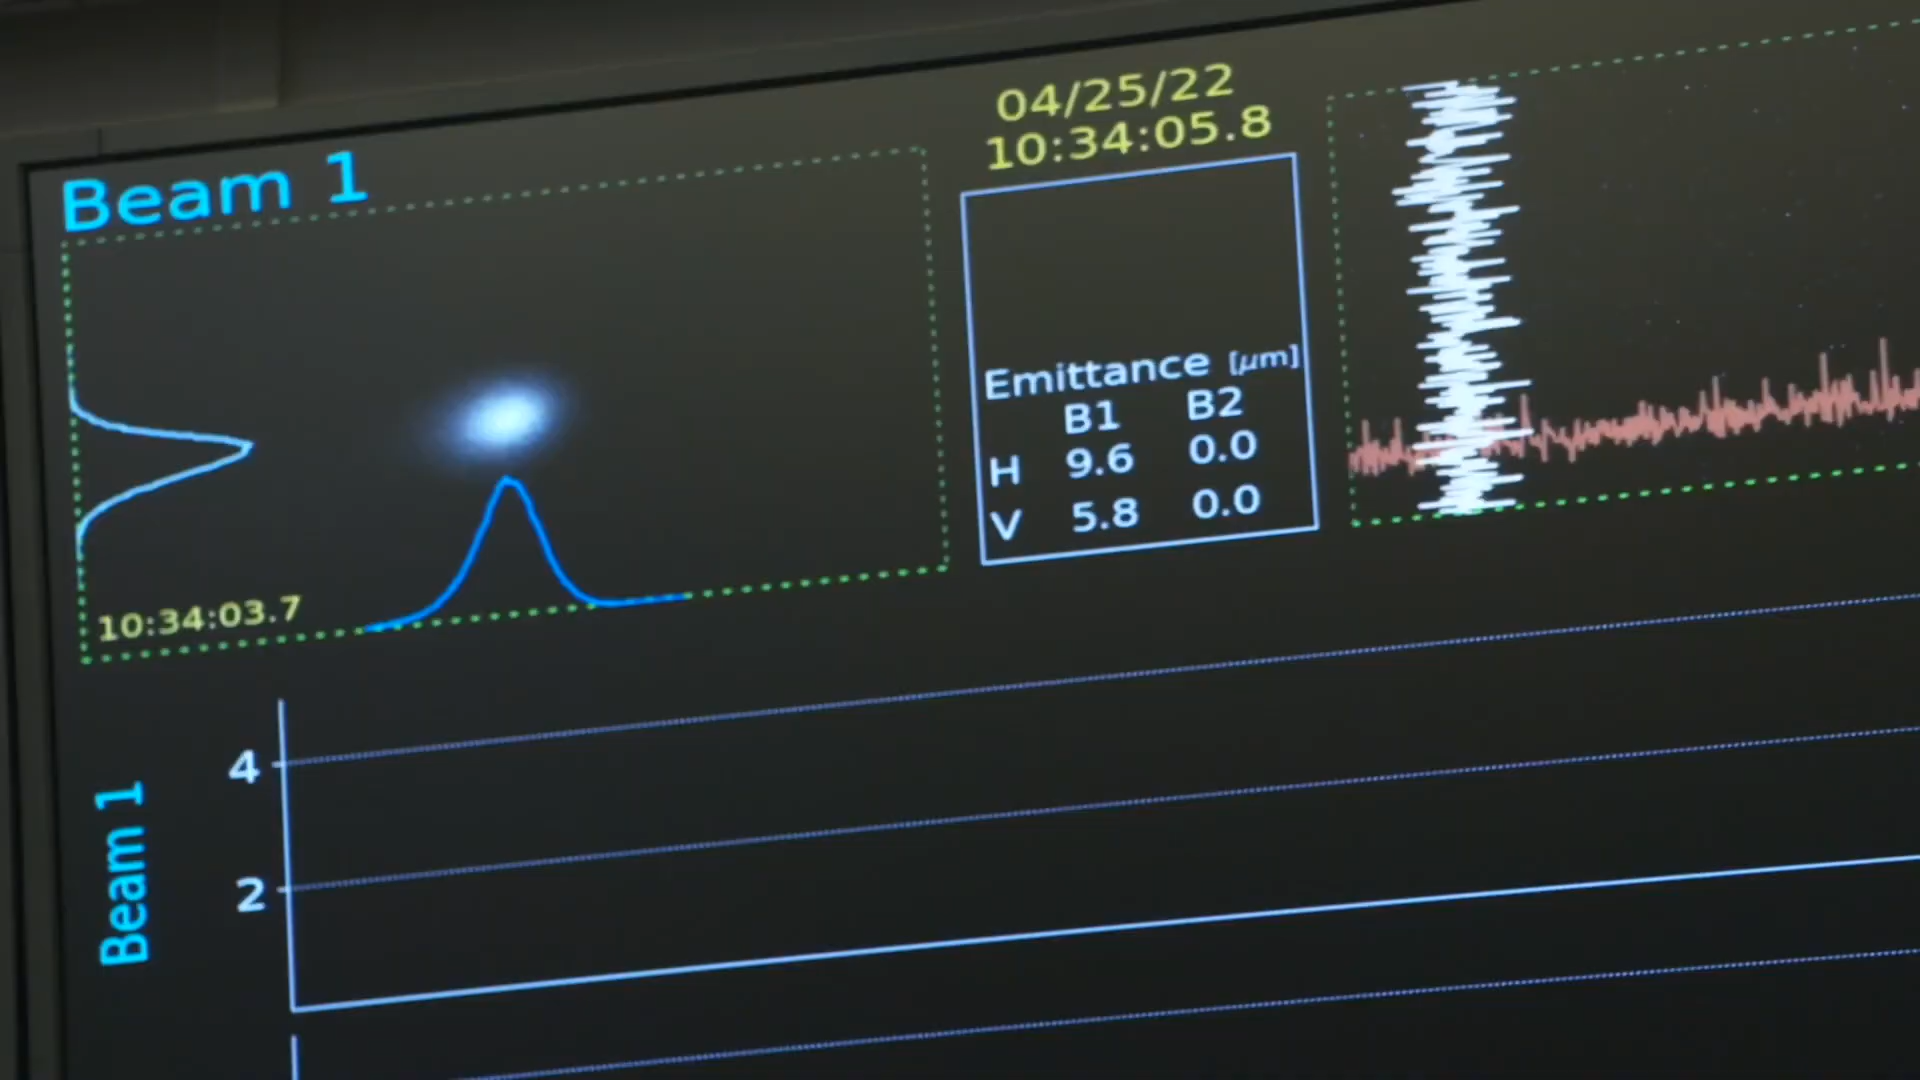 Beam 1
04/25/22
10:34:05.8
Emittance [μm]
B1 B2
H 9.6 0.0
V 5.8 0.0
10:34:03.7
4
2
Beam 1